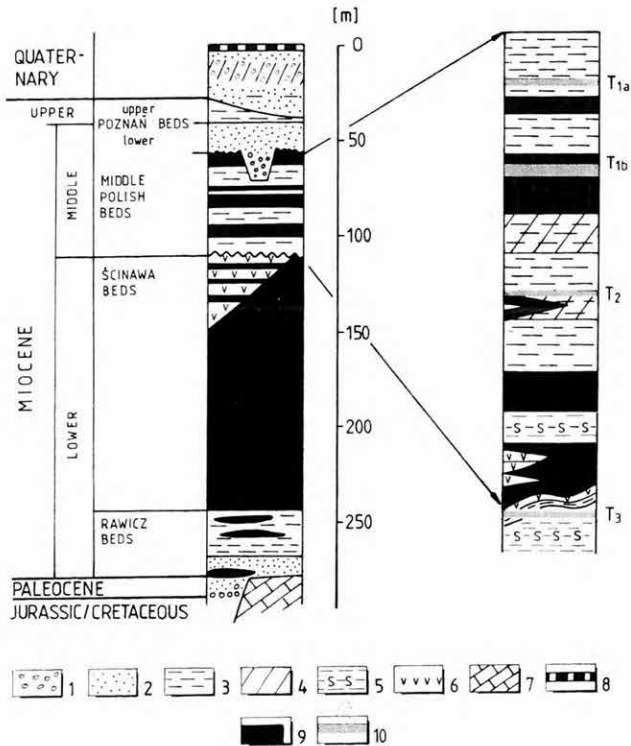 [m]
0
50
100
150
200
250
QUATER-
NARY
UPPER
upper
POZNAŃ BEDS
lower
MIDDLE
MIDDLE
POLISH
BEDS
ŚCINAWA
BEDS
MIOCENE
LOWER
RAWICZ
BEDS
PALEOCENE
JURASSIC/CRETACEOUS
V V V
V V V
V V
V
T1a
T1b
T2
-S-S-S-S-
V
V V
V
V V
T3
-S-S-S-
1
2
3
4
S-S
5
V V V V
6
7
8
9
10